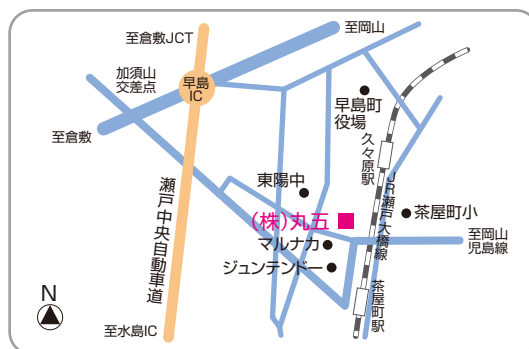 至倉敷JCT
至岡山
加須山
交差点
早島
IC
早島町
役場
至倉敷
久々原駅
東陽中
JR瀬戸大橋線
(株)丸五
茶屋町小
瀬戸中央自動車道
マルナカ
至岡山
児島線
ジュンテンドー
茶屋町駅
N
至水島IC